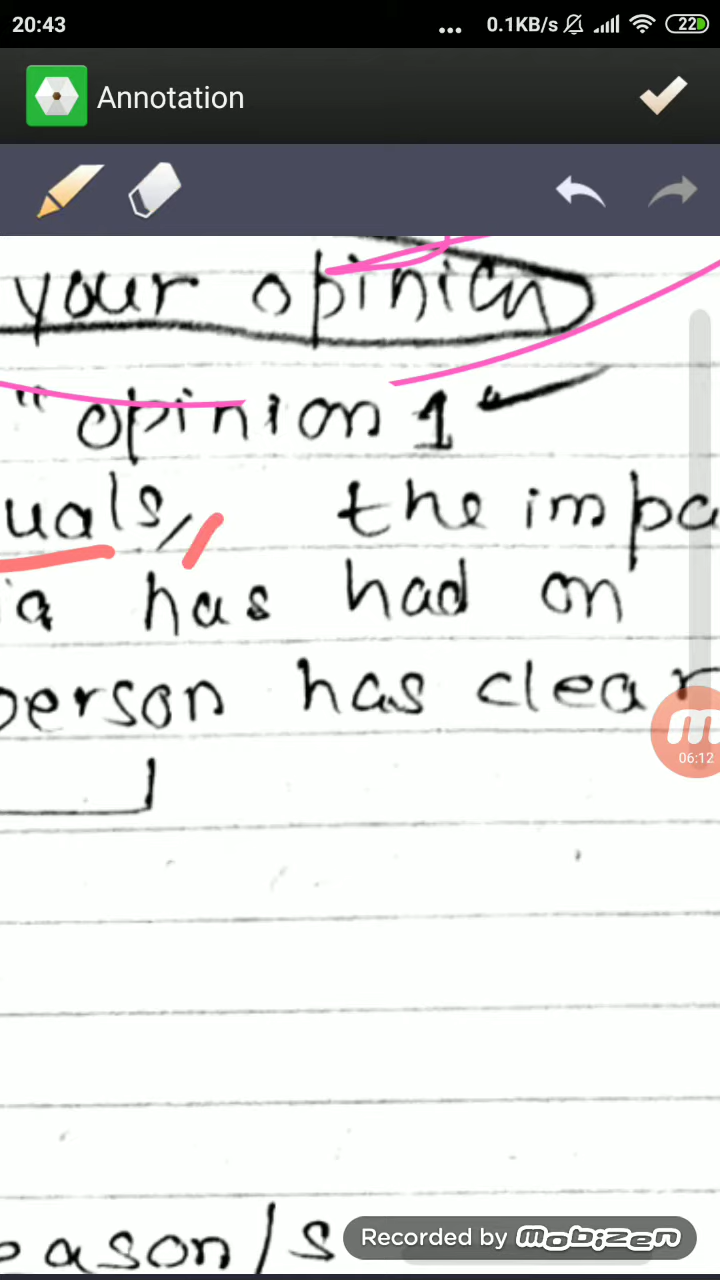 20:43 ... 0.1KB/s 22
Annotation
your opinion
" opinion 1
uals, the impa
ia has had on
person has clear
06:12
eason/s
Recorded by mobizen